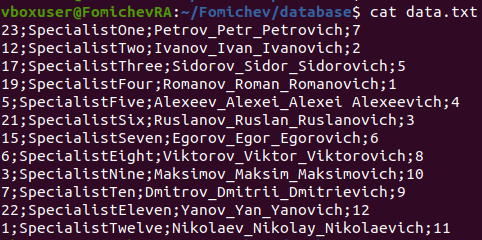 vboxuser@FomichevRA:~/Fomichev/database$ cat data.txt
23;SpecialistOne;Petrov_Petr_Petrovich;7
12;SpecialistTwo;Ivanov_Ivan_Ivanovich;2
17;SpecialistThree;Sidorov_Sidor_Sidorovich;5
19;SpecialistFour;Romanov_Roman_Romanovich;1
5;SpecialistFive;Alexeev_Alexei_Alexei Alexeevich;4
21;SpecialistSix;Ruslanov_Ruslan_Ruslanovich;3
15;SpecialistSeven;Egorov_Egor_Egorovich;6
6;SpecialistEight;Viktorov_Viktor_Viktorovich;8
3;SpecialistNine;Maksimov_Maksim_Maksimovich;10
7;SpecialistTen;Dmitrov_Dmitrii_Dmitrievich;9
22;SpecialistEleven;Yanov_Yan_Yanovich;12
1;SpecialistTwelve;Nikolaev_Nikolay_Nikolaevich;11